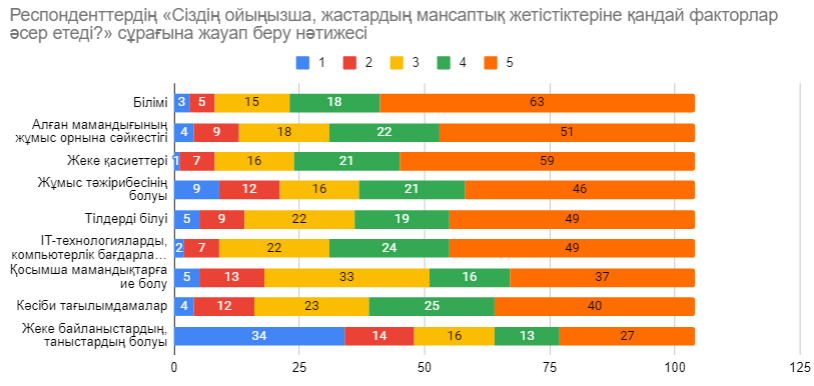 Респонденттердің «Сіздің ойыңызша, жастардың мансаптық жетістіктеріне қандай факторлар
әсер етеді?» сұрағына жауап беру нәтижесі
1 2 3 4 5
Білімі 3 5 15 18 63
Алған мамандығының
жұмыс орнына сәйкестігі 4 9 18 22 51
Жеке қасиеттері 1 7 16 21 59
Жұмыс тәжірибесінің
болуы 9 12 16 21 46
Тілдерді білуі 5 9 22 19 49
IT-технологияларды,
компьютерлік бағдарла... 2 7 22 24 49
Қосымша мамандықтарға
ие болу 5 13 33 16 37
Кәсіби тағылымдамалар 4 12 23 25 40
Жеке байланыстардың,
таныстардың болуы 34 14 16 13 27
0 25 50 75 100 125